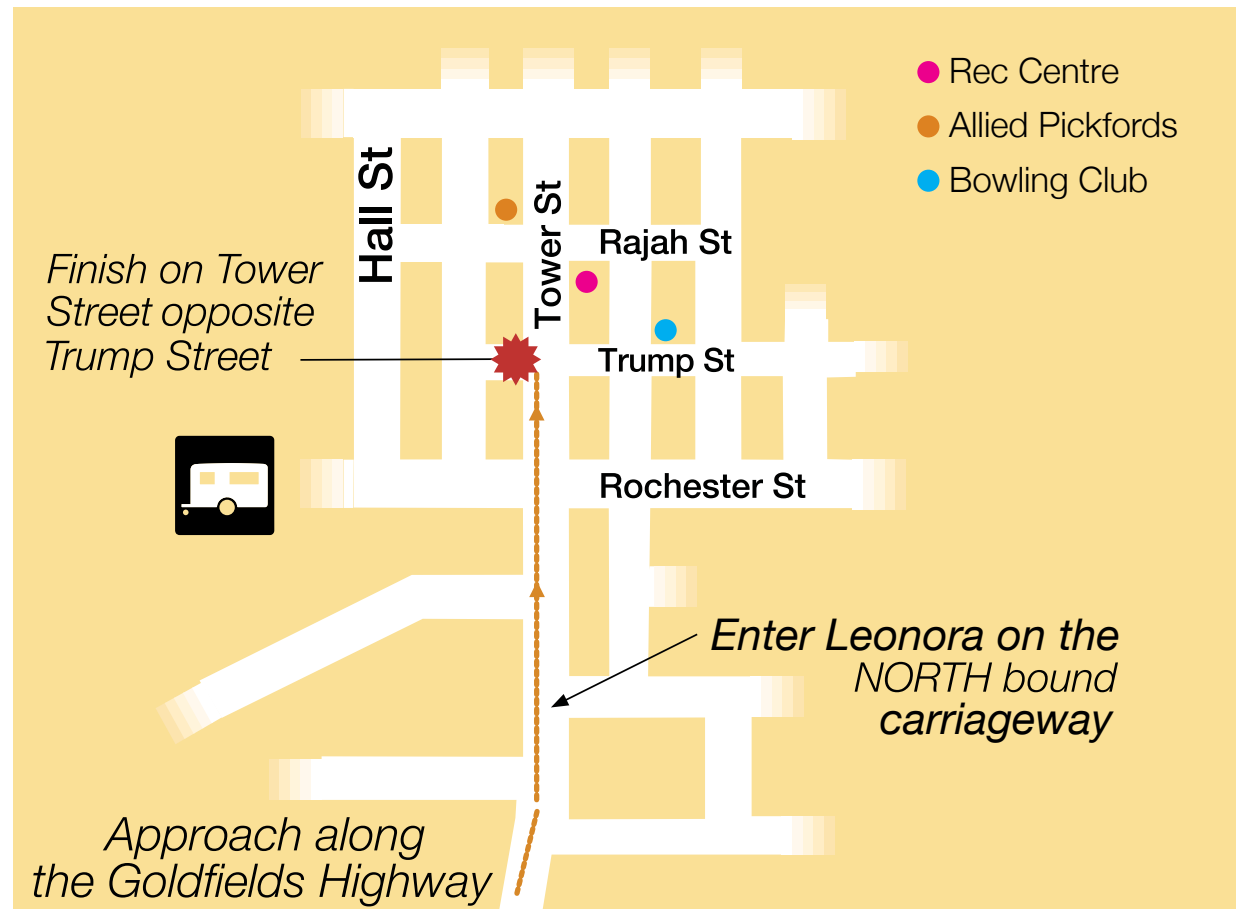 Rec Centre
Allied Pickfords
Bowling Club
Hall St
Tower St
Rajah St
Finish on Tower
Street opposite
Trump Street
Trump St
Rochester St
Enter Leonora on the
NORTH bound
carriageway
Approach along
the Goldfields Highway